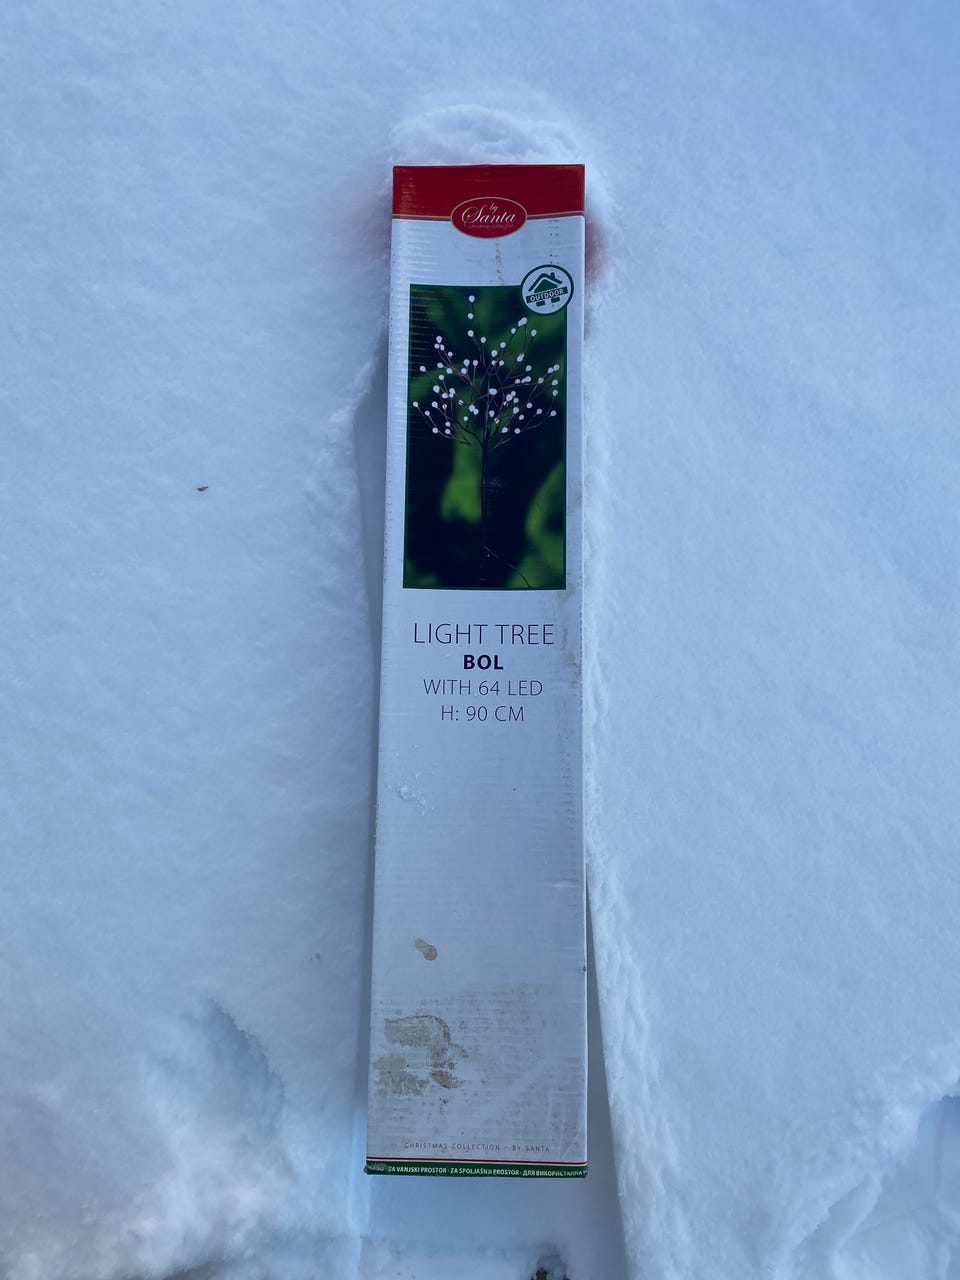 by
Santa
christmas collection
OUTDOOR
LIGHT TREE
BOL
WITH 64 LED
H: 90 CM
CHRISTMAS COLLECTION - BY SANTA
ZA VANJSKI PROSTOR · ZA SPOLJAŠNJI PROSTOR · ДЛЯ